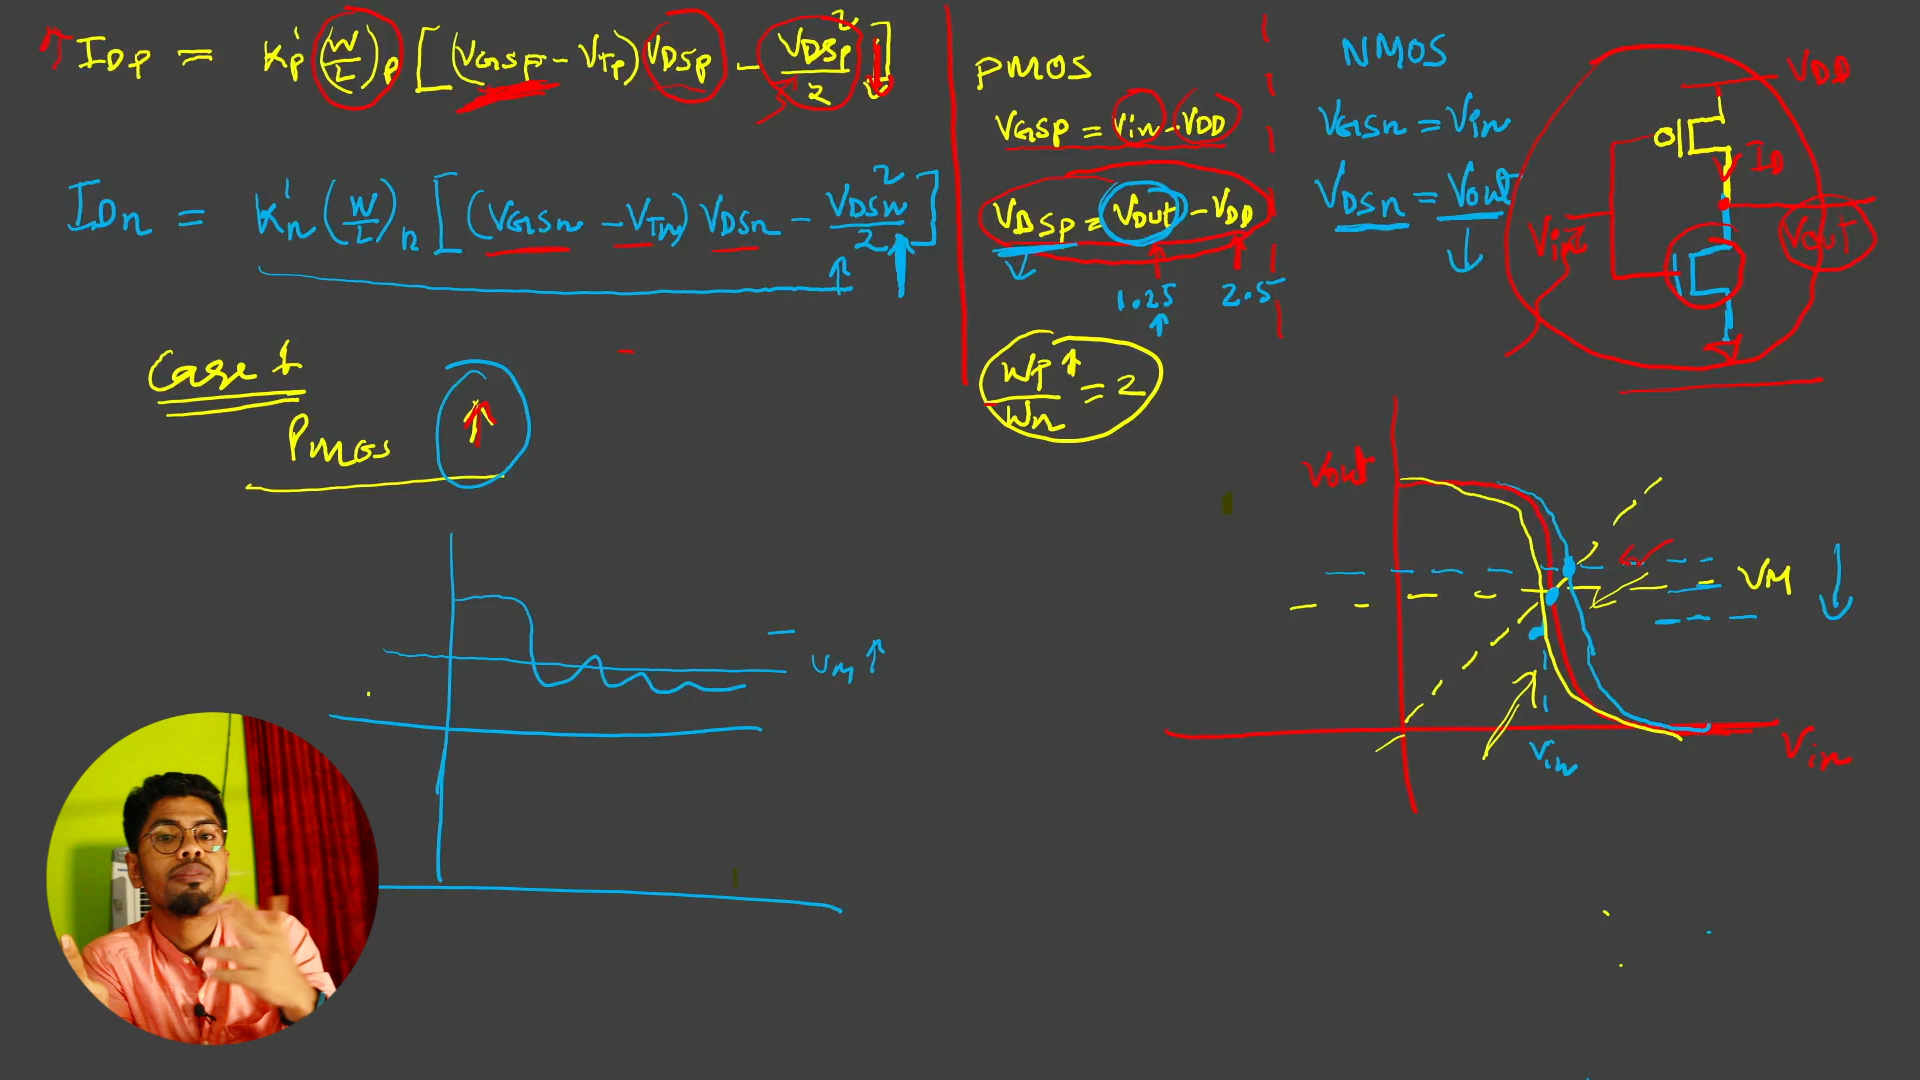 ↑ IDp = K'p (W/L)p [(VGSp - VTp) VDSp - VDSp²/2] ↓
IDn = K'n (W/L)n [(VGSn - VTn) VDSn - VDSn²/2] ↑
PMOS
VGSp = Vin - VDD
VDSp = Vout - VDD
1.25 2.5
↑
NMOS
VGSn = Vin
VDSn = Vout
↓
VDD
ID
Vin
Vout
Case 1
PMOS ↑
Wp↑/Wn = 2
VM ↑
Vout
VM ↓
Vin
Vin